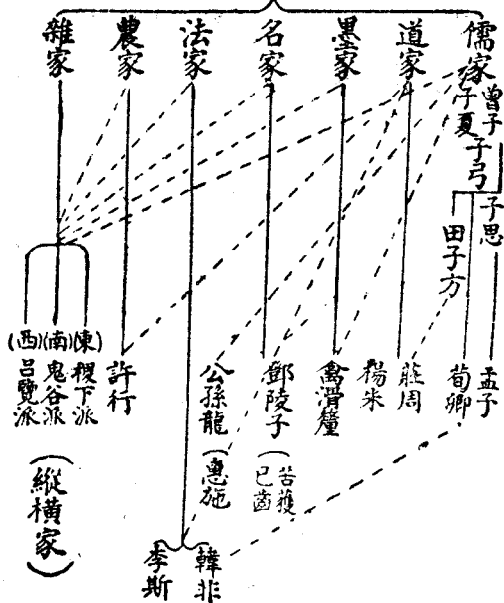 儒家
道家
墨家
名家
法家
農家
雜家
曾子
子夏
子弓
子思
田子方
孟子
荀卿
莊周
楊朱
禽滑釐
鄧陵子(苦獲
已齒
公孫龍(惠施
許行
(東)
稷下派
(南)
鬼谷派
(西)
呂覽派
(縱橫家)
韓非
李斯